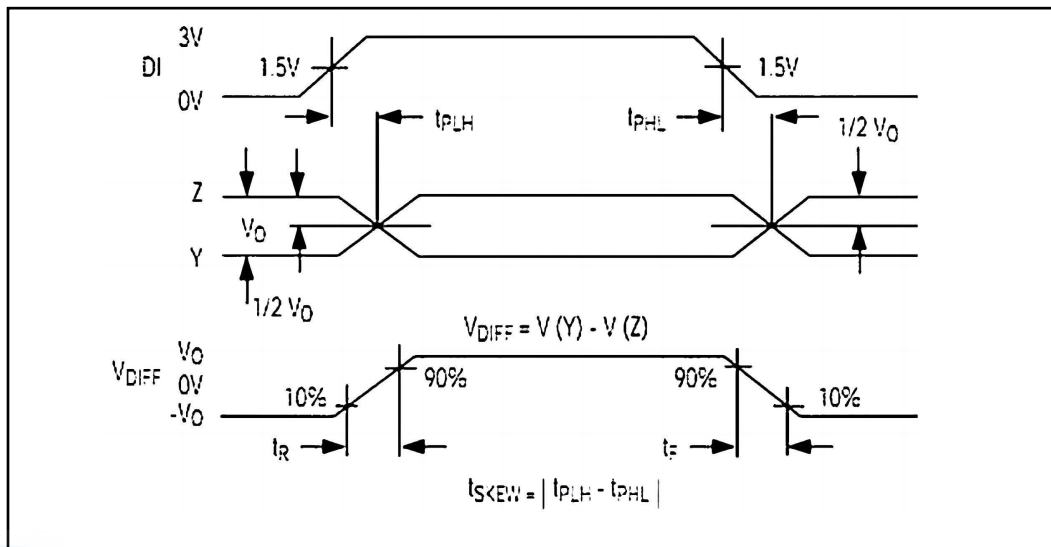 3V
DI 1.5V 1.5V
0V
tPLH tPHL 1/2 VO
Z
VO
Y
1/2 VO
VDIFF = V (Y) - V (Z)
VO
VDIFF 0V 90% 90%
10% 10%
-VO
tR tF
tSKEW = | tPLH - tPHL |